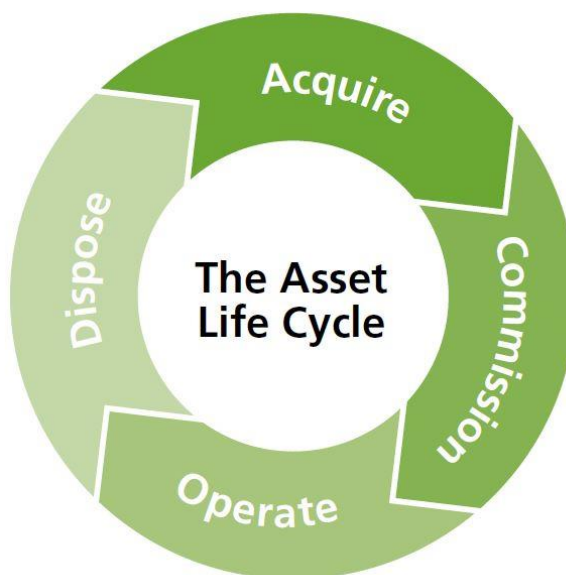 Acquire
Commission
Operate
Dispose
The Asset
Life Cycle